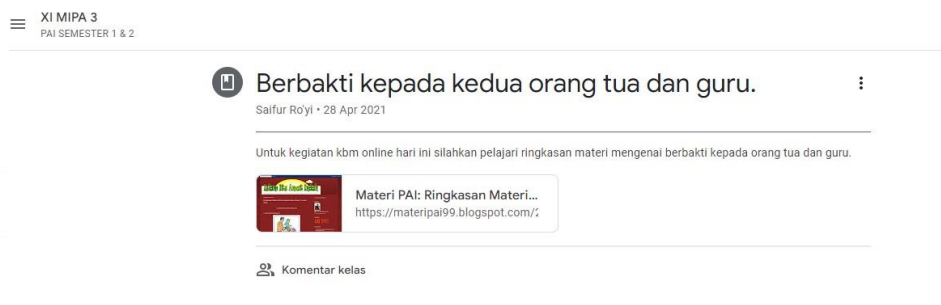 XI MIPA 3
PAI SEMESTER 1 & 2
Berbakti kepada kedua orang tua dan guru.
Saifur Ro'yi • 28 Apr 2021
Untuk kegiatan kbm online hari ini silahkan pelajari ringkasan materi mengenai berbakti kepada orang tua dan guru.
Materi PAI: Ringkasan Materi...
https://materipai99.blogspot.com/2
Komentar kelas